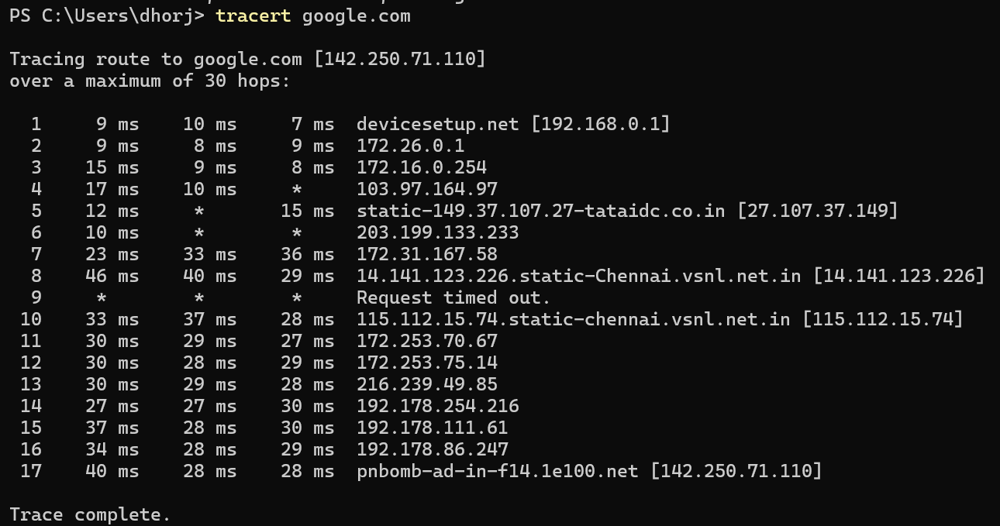 PS C:\Users\dhorj> tracert google.com
Tracing route to google.com [142.250.71.110]
over a maximum of 30 hops:
1 9 ms 10 ms 7 ms devicesetup.net [192.168.0.1]
2 9 ms 8 ms 9 ms 172.26.0.1
3 15 ms 9 ms 8 ms 172.16.0.254
4 17 ms 10 ms * 103.97.164.97
5 12 ms * 15 ms static-149.37.107.27-tataidc.co.in [27.107.37.149]
6 10 ms * * 203.199.133.233
7 23 ms 33 ms 36 ms 172.31.167.58
8 46 ms 40 ms 29 ms 14.141.123.226.static-Chennai.vsnl.net.in [14.141.123.226]
9 * * * Request timed out.
10 33 ms 37 ms 28 ms 115.112.15.74.static-chennai.vsnl.net.in [115.112.15.74]
11 30 ms 29 ms 27 ms 172.253.70.67
12 30 ms 28 ms 29 ms 172.253.75.14
13 30 ms 29 ms 28 ms 216.239.49.85
14 27 ms 27 ms 30 ms 192.178.254.216
15 37 ms 28 ms 30 ms 192.178.111.61
16 34 ms 28 ms 29 ms 192.178.86.247
17 40 ms 28 ms 28 ms pnbomb-ad-in-f14.1e100.net [142.250.71.110]
Trace complete.